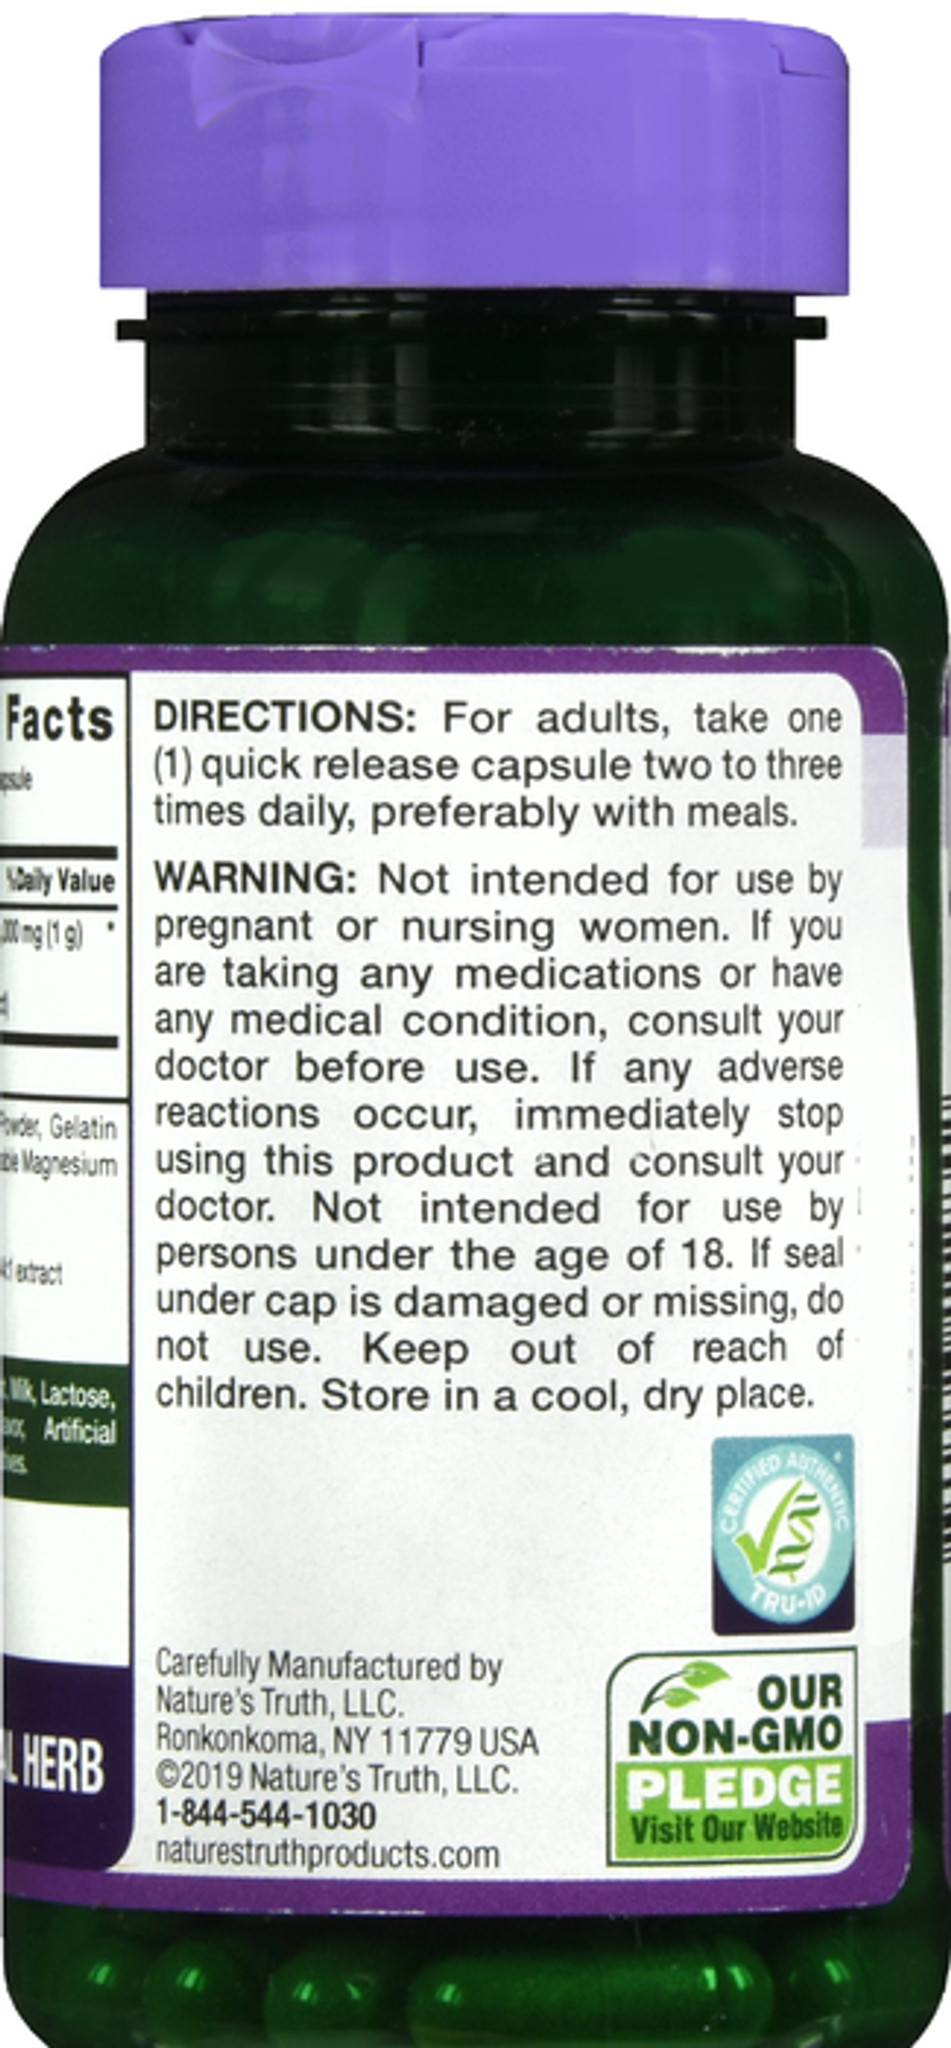 Facts
%Daily Value
mg (1 g) *
Powder, Gelatin
Magnesium
extract
Milk, Lactose,
Artificial
HERB
DIRECTIONS: For adults, take one
(1) quick release capsule two to three
times daily, preferably with meals.
WARNING: Not intended for use by
pregnant or nursing women. If you
are taking any medications or have
any medical condition, consult your
doctor before use. If any adverse
reactions occur, immediately stop
using this product and consult your
doctor. Not intended for use by
persons under the age of 18. If seal
under cap is damaged or missing, do
not use. Keep out of reach of
children. Store in a cool, dry place.
CERTIFIED AUTHENTIC
TRU-ID
Carefully Manufactured by
Nature's Truth, LLC.
Ronkonkoma, NY 11779 USA
©2019 Nature's Truth, LLC.
1-844-544-1030
naturestruthproducts.com
OUR
NON-GMO
PLEDGE
Visit Our Website